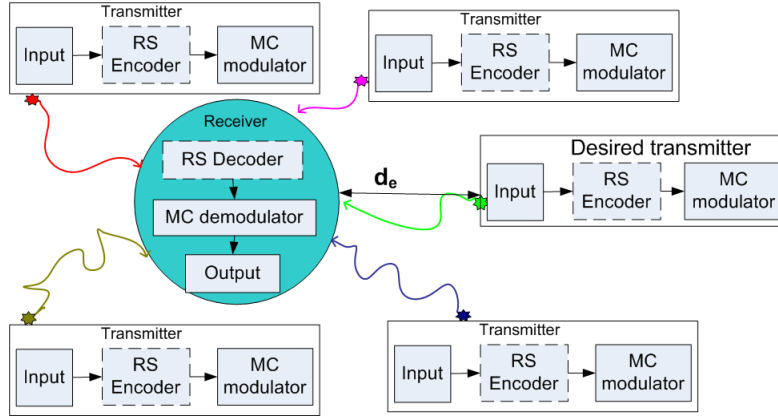 Transmitter
Input
RS
Encoder
MC
modulator
Transmitter
Input
RS
Encoder
MC
modulator
Receiver
RS Decoder
MC demodulator
Output
de
Desired transmitter
Input
RS
Encoder
MC
modulator
Transmitter
Input
RS
Encoder
MC
modulator
Transmitter
Input
RS
Encoder
MC
modulator